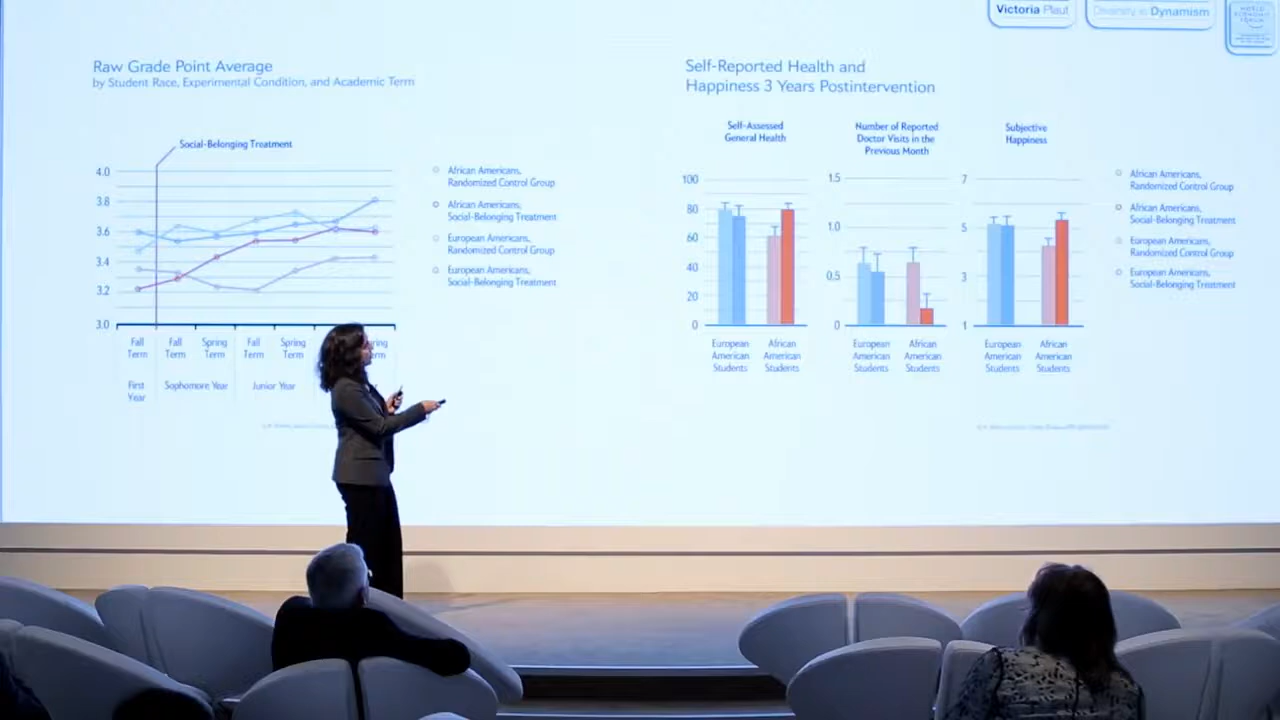 Victoria Plaut
Diversity is Dynamism
WORLD
ECONOMIC
FORUM
Raw Grade Point Average
by Student Race, Experimental Condition, and Academic Term
Social-Belonging Treatment
4.0
3.8
3.6
3.4
3.2
3.0
Fall
Term
Fall
Term
Spring
Term
Fall
Term
Spring
Term
Term
First
Year
Sophomore Year
Junior Year
African Americans,
Randomized Control Group
African Americans,
Social-Belonging Treatment
European Americans,
Randomized Control Group
European Americans,
Social-Belonging Treatment
Self-Reported Health and
Happiness 3 Years Postintervention
Self-Assessed
General Health
100
80
60
40
20
0
European
American
Students
African
American
Students
Number of Reported
Doctor Visits in the
Previous Month
1.5
1.0
0.5
0
European
American
Students
African
American
Students
Subjective
Happiness
7
5
3
1
European
American
Students
African
American
Students
African Americans,
Randomized Control Group
African Americans,
Social-Belonging Treatment
European Americans,
Randomized Control Group
European Americans,
Social-Belonging Treatment